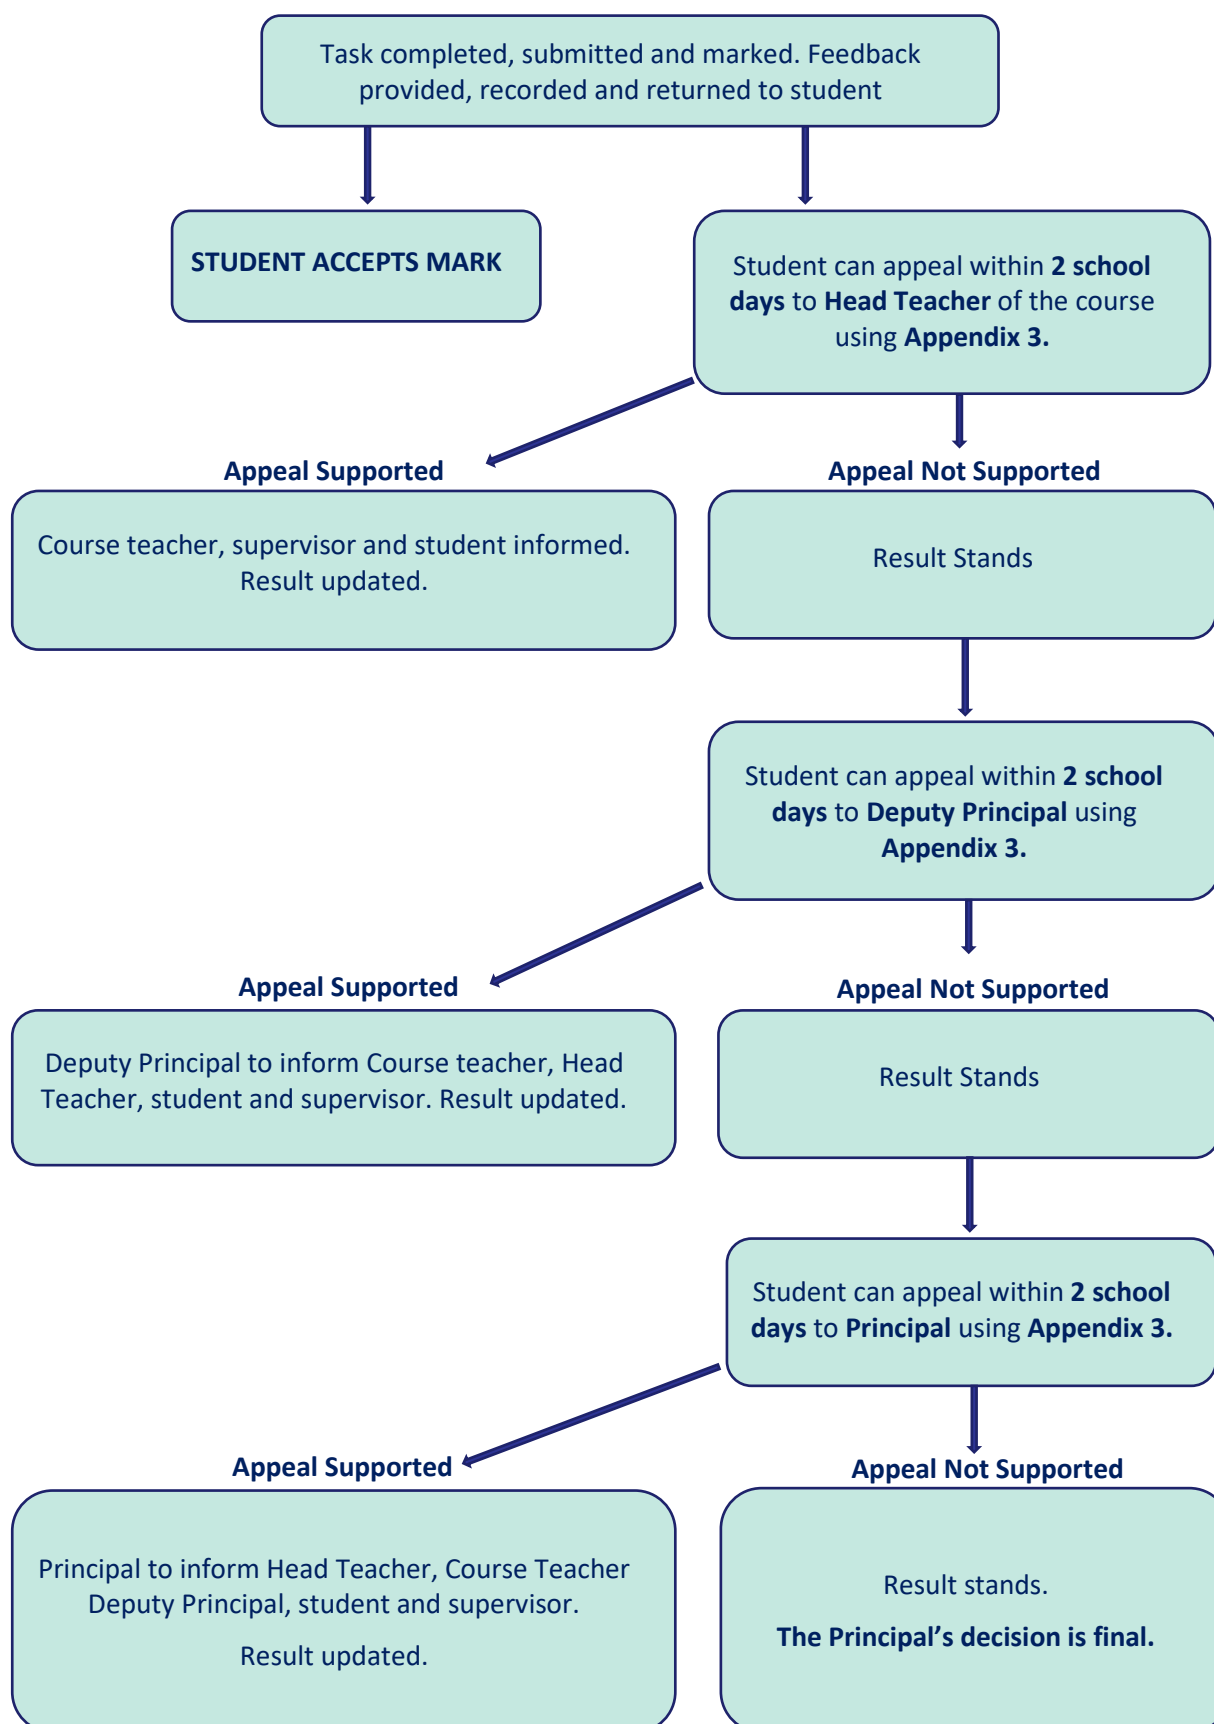 Task completed, submitted and marked. Feedback
provided, recorded and returned to student
STUDENT ACCEPTS MARK
Student can appeal within 2 school
days to Head Teacher of the course
using Appendix 3.
Appeal Supported
Appeal Not Supported
Course teacher, supervisor and student informed.
Result updated.
Result Stands
Student can appeal within 2 school
days to Deputy Principal using
Appendix 3.
Appeal Supported
Appeal Not Supported
Deputy Principal to inform Course teacher, Head
Teacher, student and supervisor. Result updated.
Result Stands
Student can appeal within 2 school
days to Principal using Appendix 3.
Appeal Supported
Appeal Not Supported
Principal to inform Head Teacher, Course Teacher
Deputy Principal, student and supervisor.
Result updated.
Result stands.
The Principal’s decision is final.